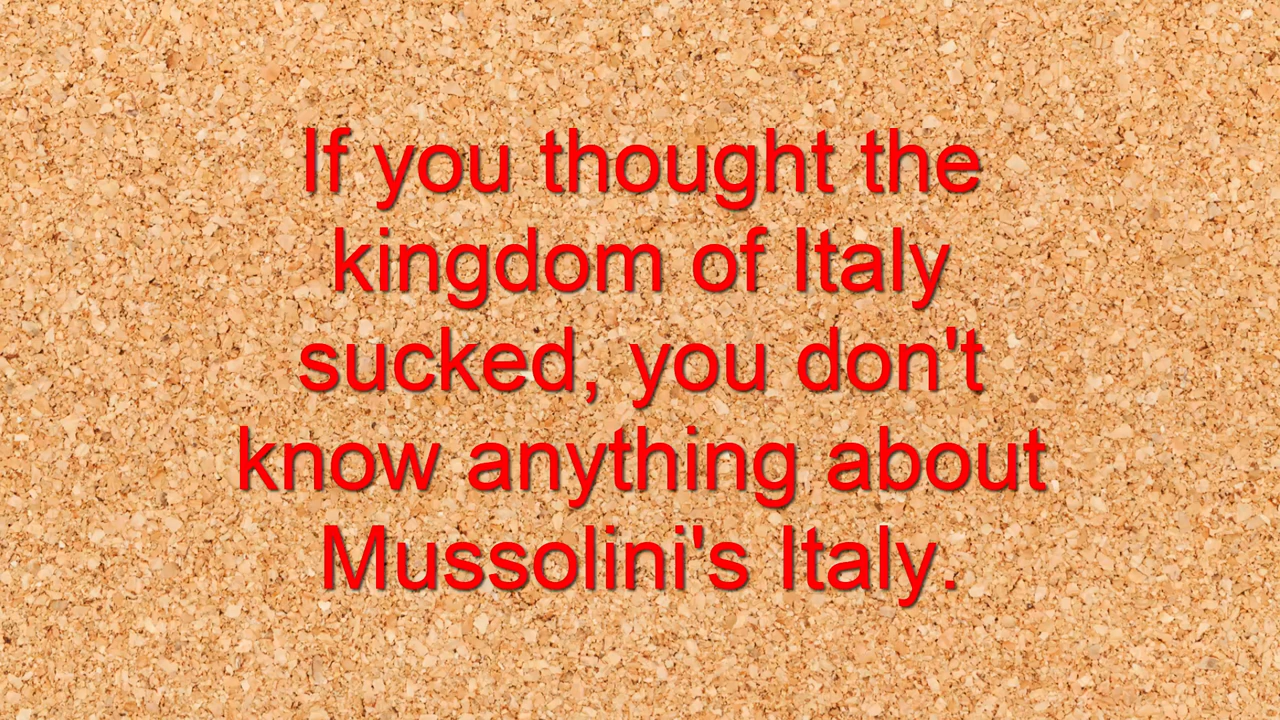 If you thought the
kingdom of Italy
sucked, you don't
know anything about
Mussolini's Italy.